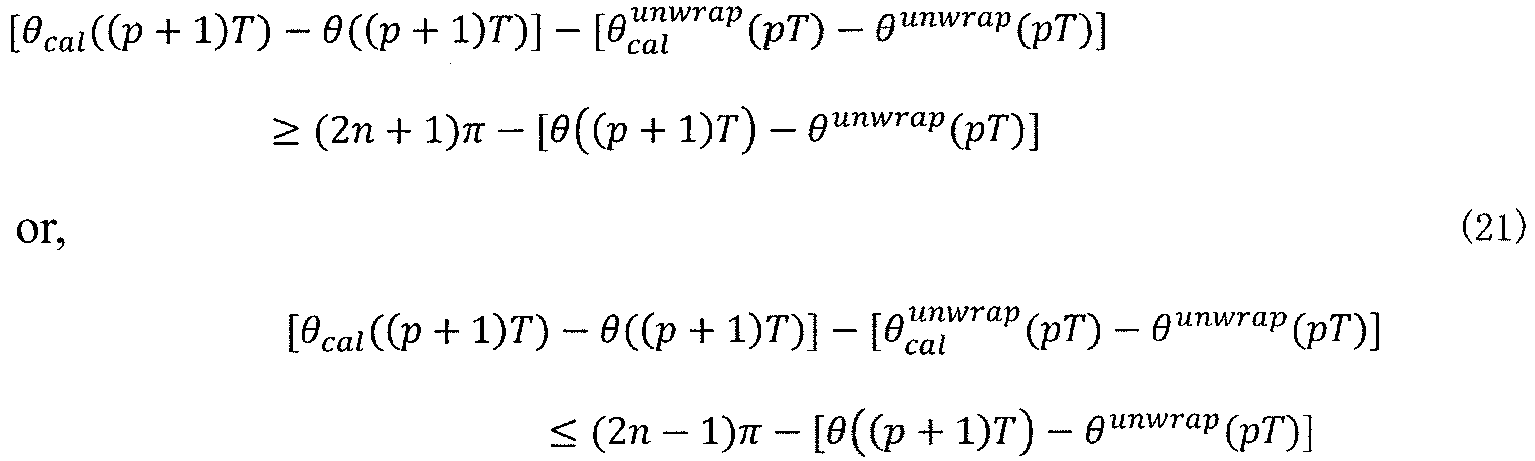 [θ_cal((p + 1)T) − θ((p + 1)T)] − [θ_cal^unwrap(pT) − θ^unwrap(pT)]
≥ (2n + 1)π − [θ((p + 1)T) − θ^unwrap(pT)]
or, (21)
[θ_cal((p + 1)T) − θ((p + 1)T)] − [θ_cal^unwrap(pT) − θ^unwrap(pT)]
≤ (2n − 1)π − [θ((p + 1)T) − θ^unwrap(pT)]